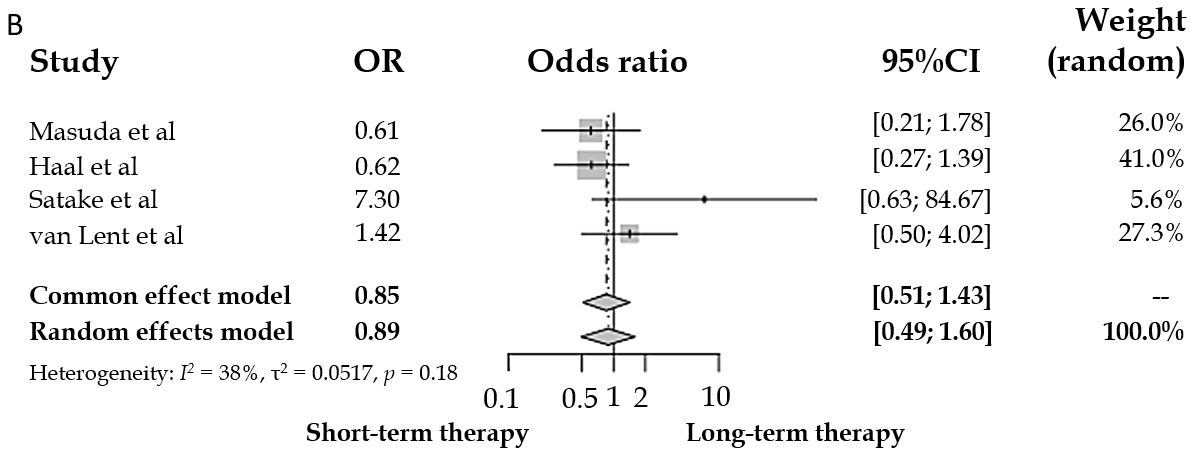 B
Weight
Study OR Odds ratio 95%CI (random)
Masuda et al 0.61 [0.21; 1.78] 26.0%
Haal et al 0.62 [0.27; 1.39] 41.0%
Satake et al 7.30 [0.63; 84.67] 5.6%
van Lent et al 1.42 [0.50; 4.02] 27.3%
Common effect model 0.85 [0.51; 1.43] --
Random effects model 0.89 [0.49; 1.60] 100.0%
Heterogeneity: I² = 38%, τ² = 0.0517, p = 0.18
0.1 0.5 1 2 10
Short-term therapy Long-term therapy